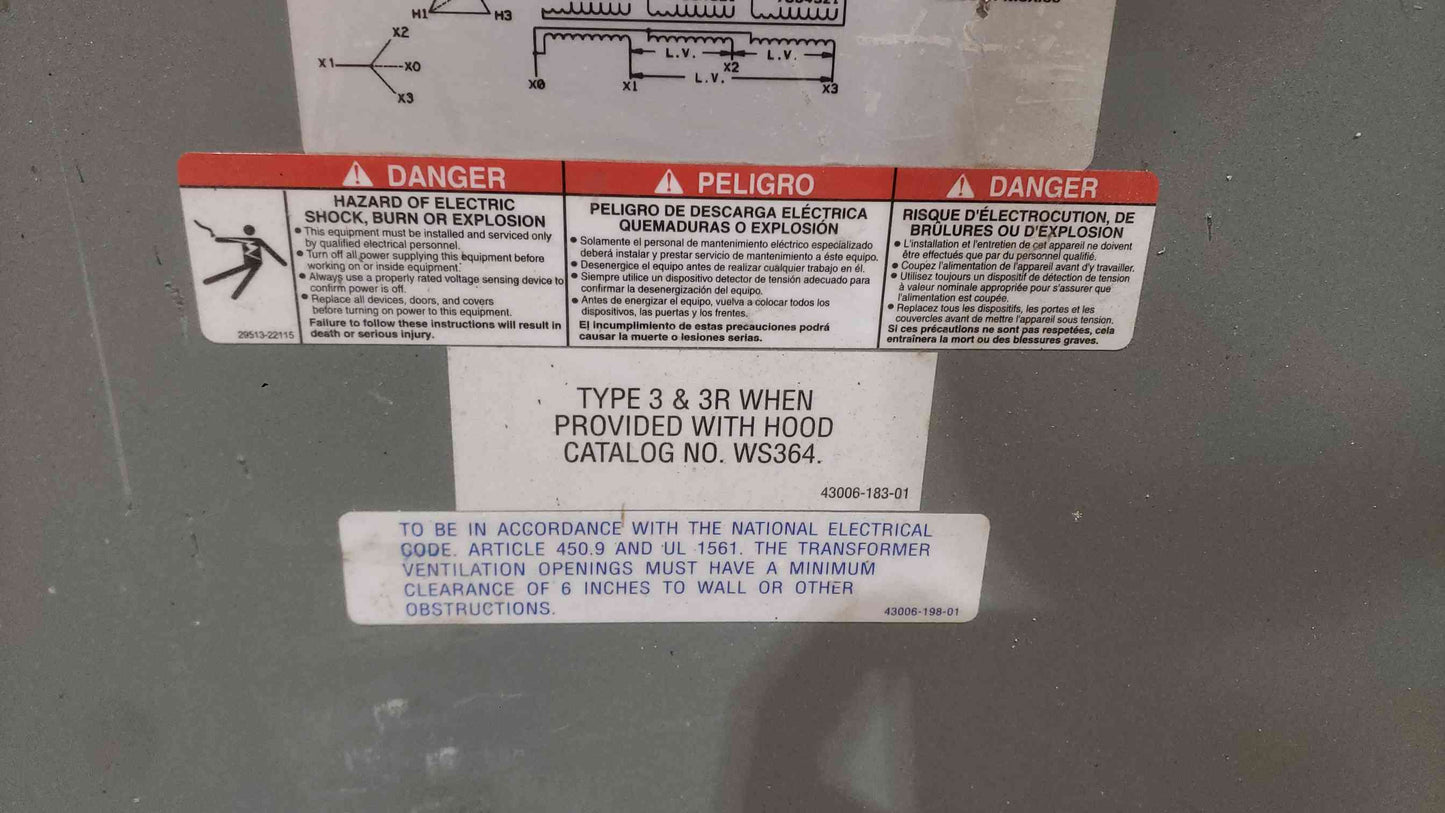 H1
H3
X2
X1
X0
X3
L.V.
L.V.
X2
L.V.
X0
X1
X3
DANGER
HAZARD OF ELECTRIC
SHOCK, BURN OR EXPLOSION
• This equipment must be installed and serviced only
by qualified electrical personnel.
• Turn off all power supplying this equipment before
working on or inside equipment.
• Always use a properly rated voltage sensing device to
confirm power is off.
• Replace all devices, doors, and covers
before turning on power to this equipment.
Failure to follow these instructions will result in
death or serious injury.
29513-22115
PELIGRO
PELIGRO DE DESCARGA ELÉCTRICA
QUEMADURAS O EXPLOSIÓN
• Solamente el personal de mantenimiento eléctrico especializado
deberá instalar y prestar servicio de mantenimiento a éste equipo.
• Desenergice el equipo antes de realizar cualquier trabajo en él.
• Siempre utilice un dispositivo detector de tensión adecuado para
confirmar la desenergización del equipo.
• Antes de energizar el equipo, vuelva a colocar todos los
dispositivos, las puertas y los frentes.
El incumplimiento de estas precauciones podrá
causar la muerte o lesiones serias.
DANGER
RISQUE D'ÉLECTROCUTION, DE
BRÛLURES OU D'EXPLOSION
• L'installation et l'entretien de cet appareil ne doivent
être effectués que par du personnel qualifié.
• Coupez l'alimentation de l'appareil avant d'y travailler.
• Utilisez toujours un dispositif de détection de tension
à valeur nominale appropriée pour s'assurer que
l'alimentation est coupée.
• Replacez tous les dispositifs, les portes et les
couvercles avant de mettre l'appareil sous tension.
Si ces précautions ne sont pas respetées, cela
entraînera la mort ou des blessures graves.
TYPE 3 & 3R WHEN
PROVIDED WITH HOOD
CATALOG NO. WS364.
43006-183-01
TO BE IN ACCORDANCE WITH THE NATIONAL ELECTRICAL
CODE. ARTICLE 450.9 AND UL 1561. THE TRANSFORMER
VENTILATION OPENINGS MUST HAVE A MINIMUM
CLEARANCE OF 6 INCHES TO WALL OR OTHER
OBSTRUCTIONS.
43006-198-01